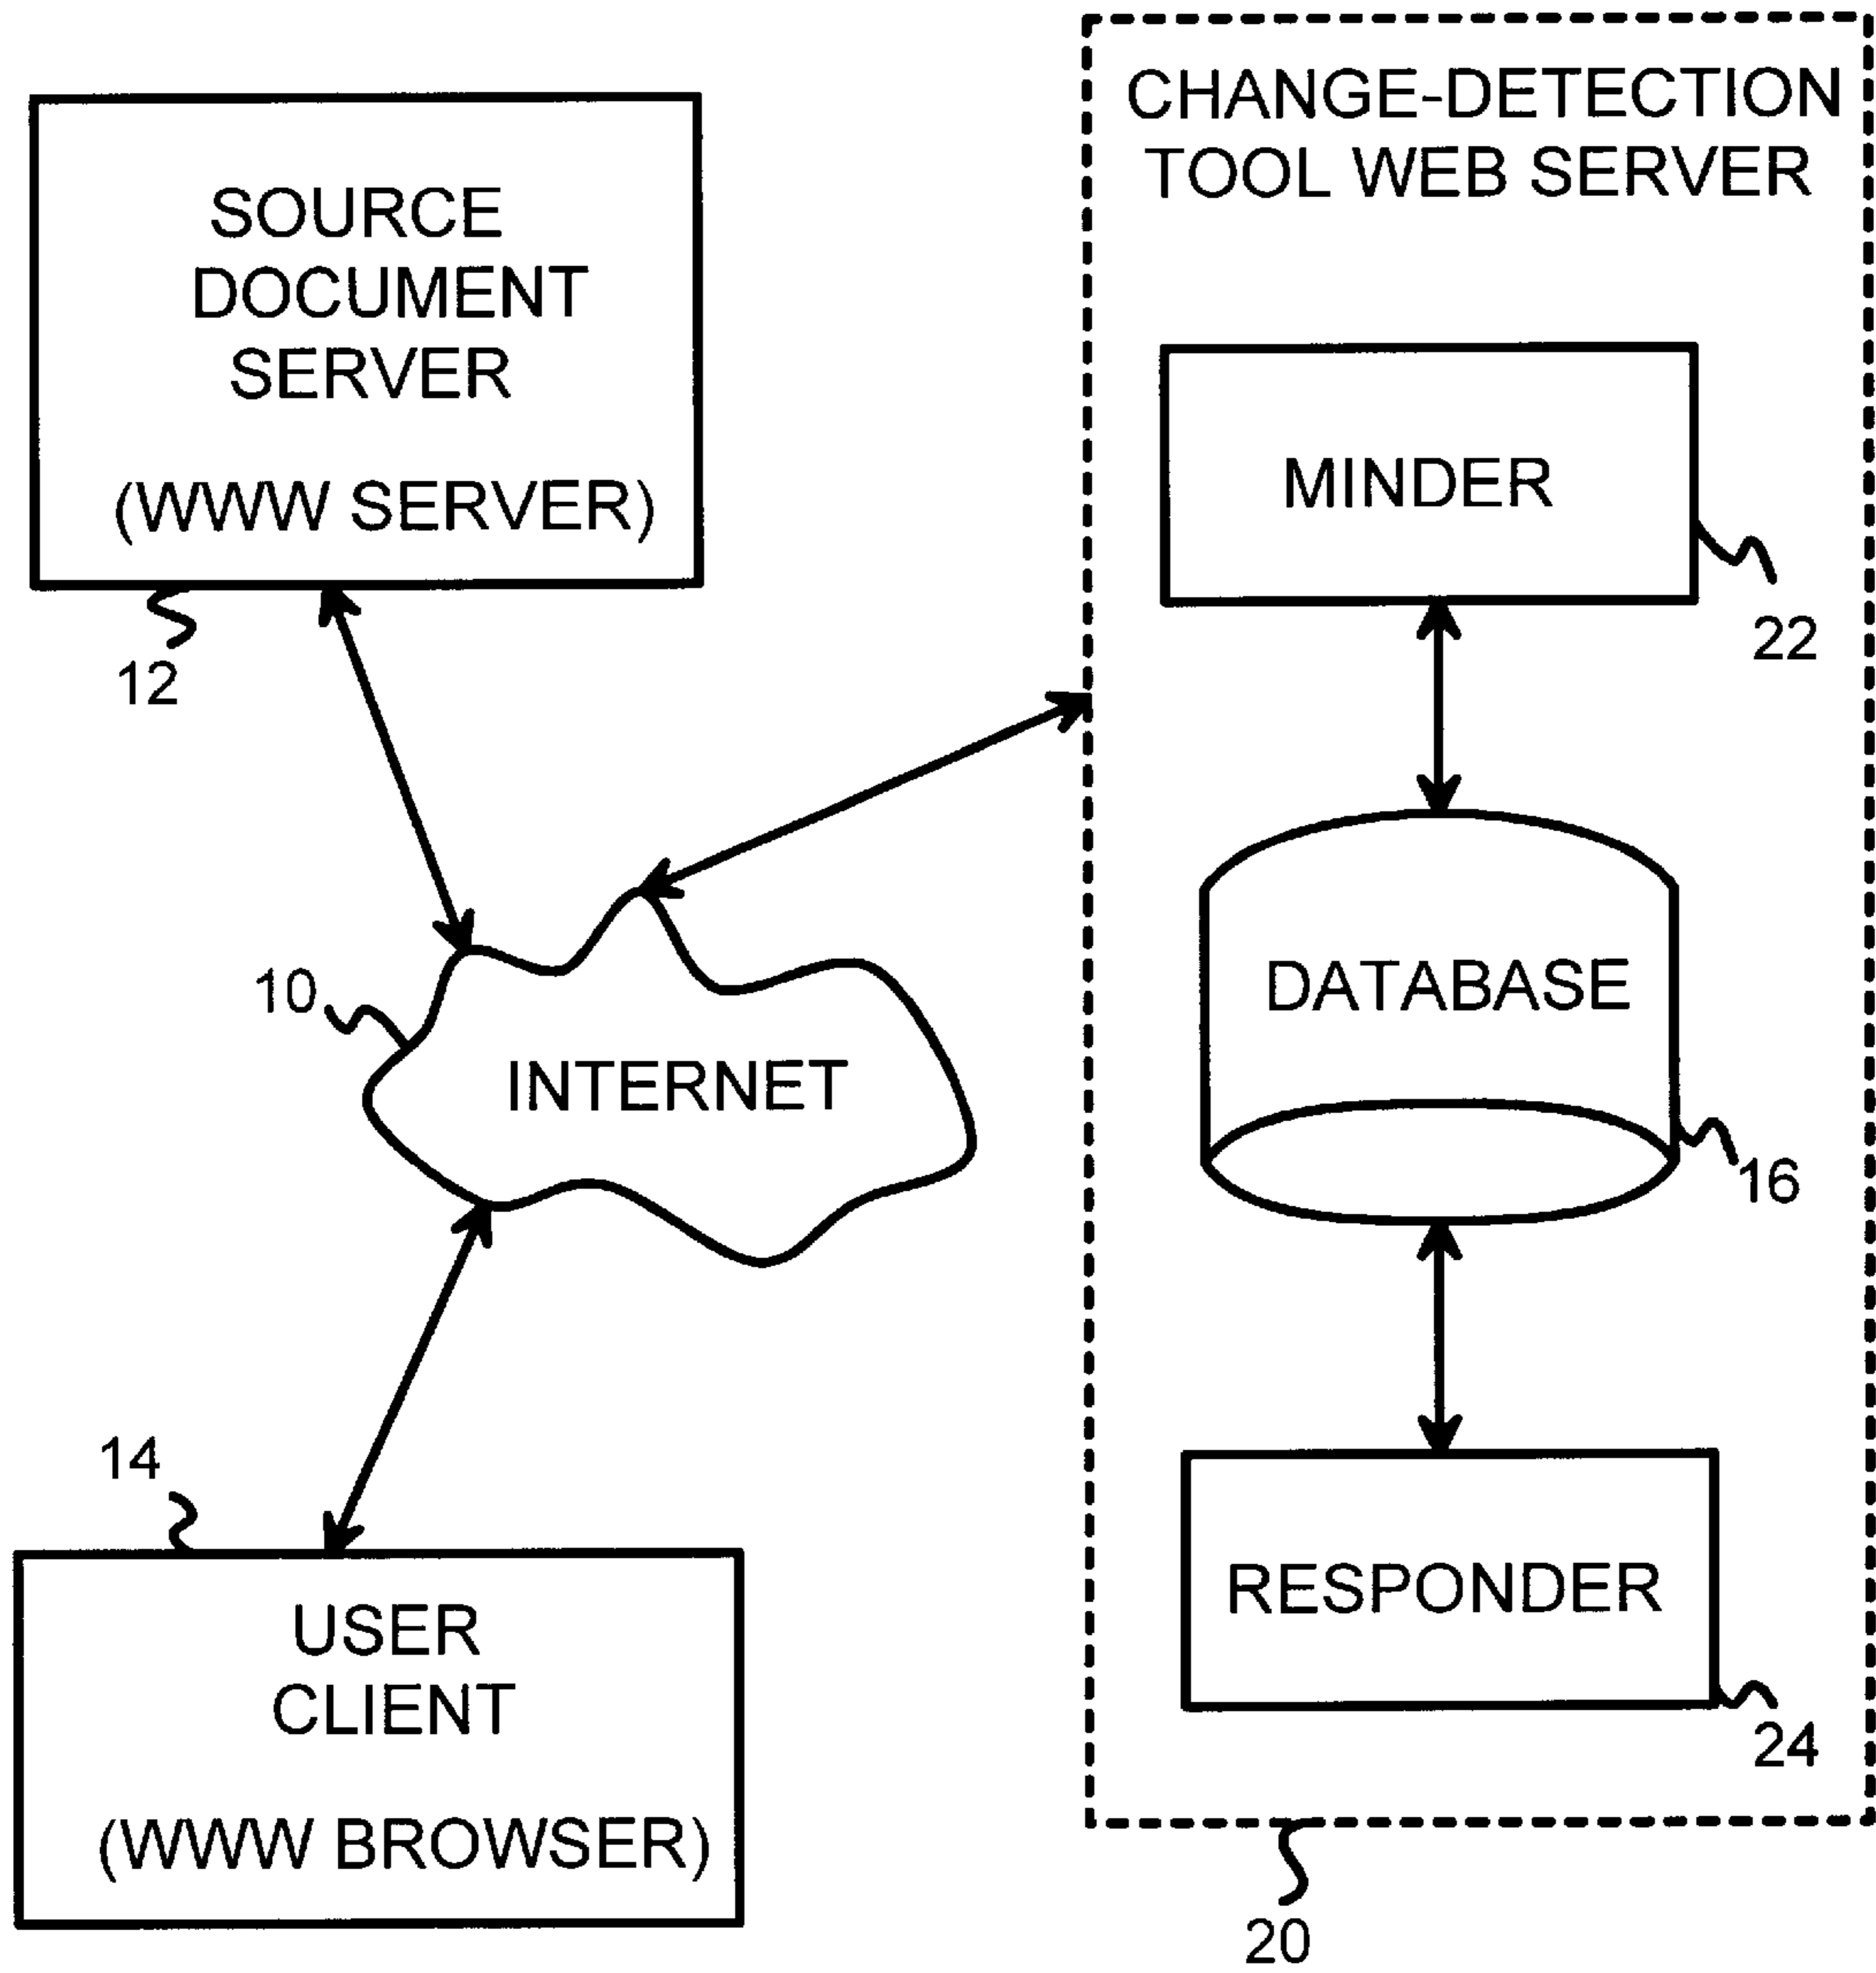 CHANGE-DETECTION
TOOL WEB SERVER
SOURCE
DOCUMENT
SERVER
(WWW SERVER)
12
MINDER
22
10
INTERNET
DATABASE
16
14
USER
CLIENT
(WWW BROWSER)
RESPONDER
24
20